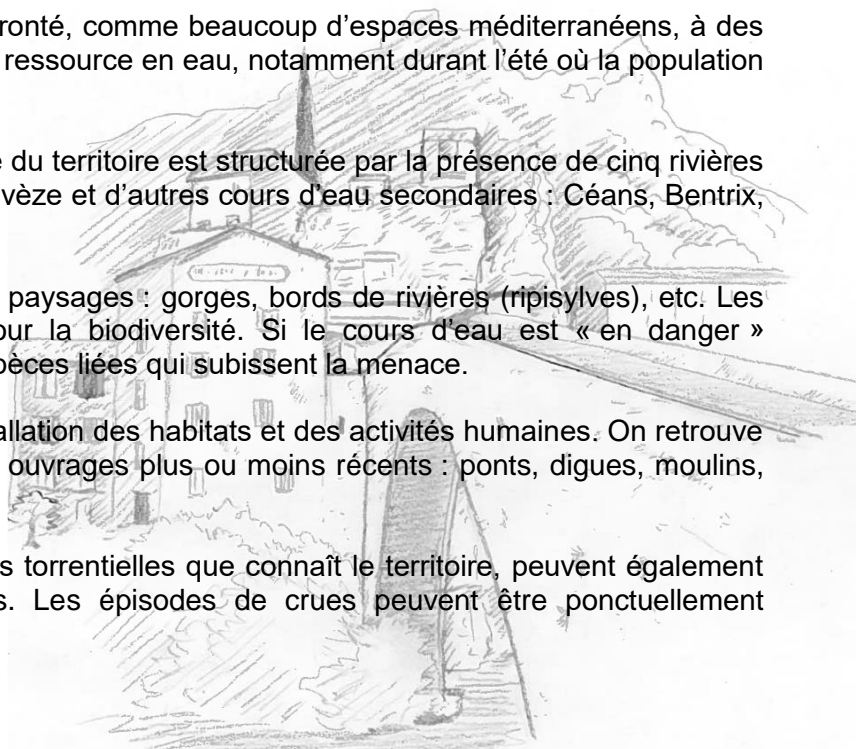 ronté, comme beaucoup d'espaces méditerranéens, à des
ressource en eau, notamment durant l'été où la population
du territoire est structurée par la présence de cinq rivières
vèze et d'autres cours d'eau secondaires : Céans, Bentrix,
paysages : gorges, bords de rivières (ripisylves), etc. Les
our la biodiversité. Si le cours d'eau est « en danger »
pèces liées qui subissent la menace.
allation des habitats et des activités humaines. On retrouve
ouvrages plus ou moins récents : ponts, digues, moulins,
s torrentielles que connaît le territoire, peuvent également
s. Les épisodes de crues peuvent être ponctuellement